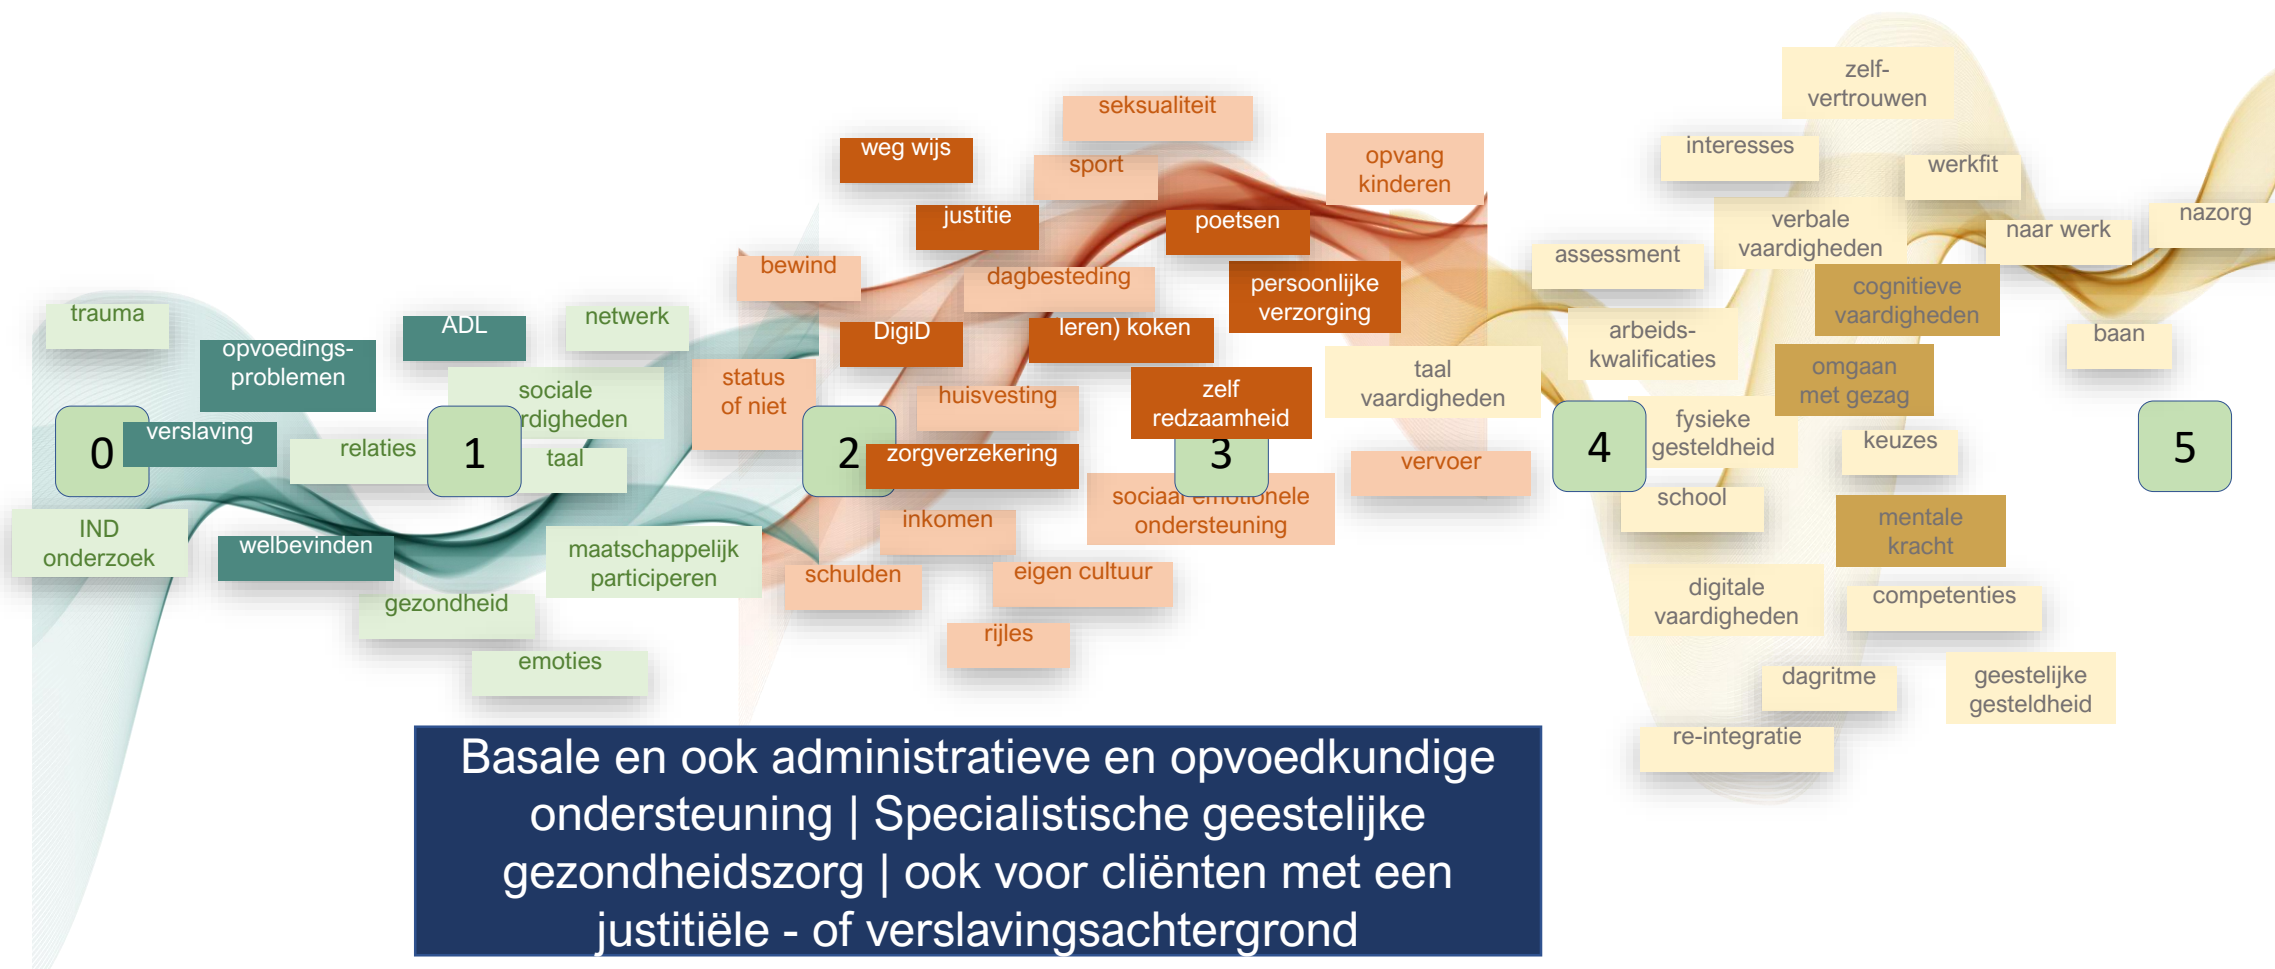 trauma
opvoedings-
problemen
ADL
netwerk
sociale
rdigheden
0
verslaving
relaties
1
taal
IND
onderzoek
welbevinden
maatschappelijk
participeren
gezondheid
emoties
weg wijs
seksualiteit
sport
opvang
kinderen
justitie
poetsen
bewind
dagbesteding
persoonlijke
verzorging
DigiD
leren) koken
status
of niet
huisvesting
zelf
redzaamheid
taal
vaardigheden
2
zorgverzekering
3
vervoer
sociaal emotionele
ondersteuning
inkomen
schulden
eigen cultuur
rijles
zelf-
vertrouwen
interesses
werkfit
verbale
vaardigheden
naar werk
nazorg
assessment
cognitieve
vaardigheden
arbeids-
kwalificaties
baan
omgaan
met gezag
4
fysieke
gesteldheid
keuzes
5
school
mentale
kracht
digitale
vaardigheden
competenties
dagritme
geestelijke
gesteldheid
re-integratie
Basale en ook administratieve en opvoedkundige
ondersteuning | Specialistische geestelijke
gezondheidszorg | ook voor cliënten met een
justitiële - of verslavingsachtergrond